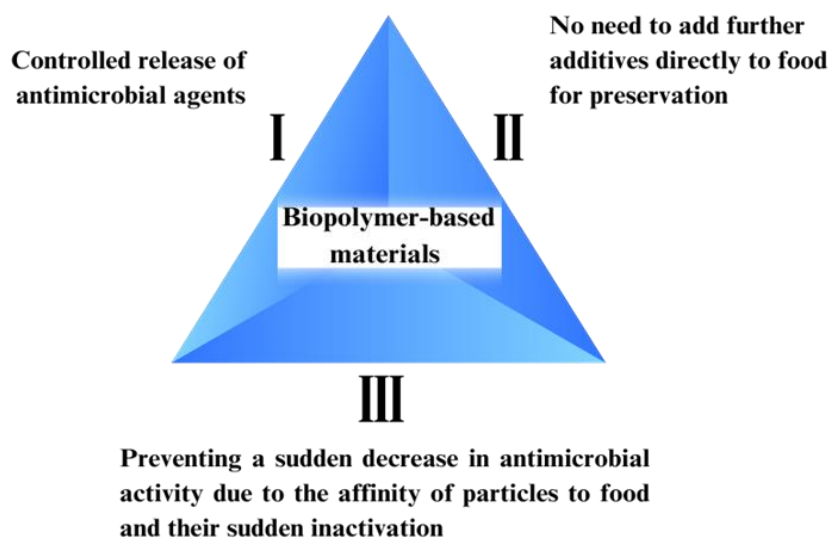 Controlled release of
antimicrobial agents
I
No need to add further
additives directly to food
for preservation
II
Biopolymer-based
materials
III
Preventing a sudden decrease in antimicrobial
activity due to the affinity of particles to food
and their sudden inactivation